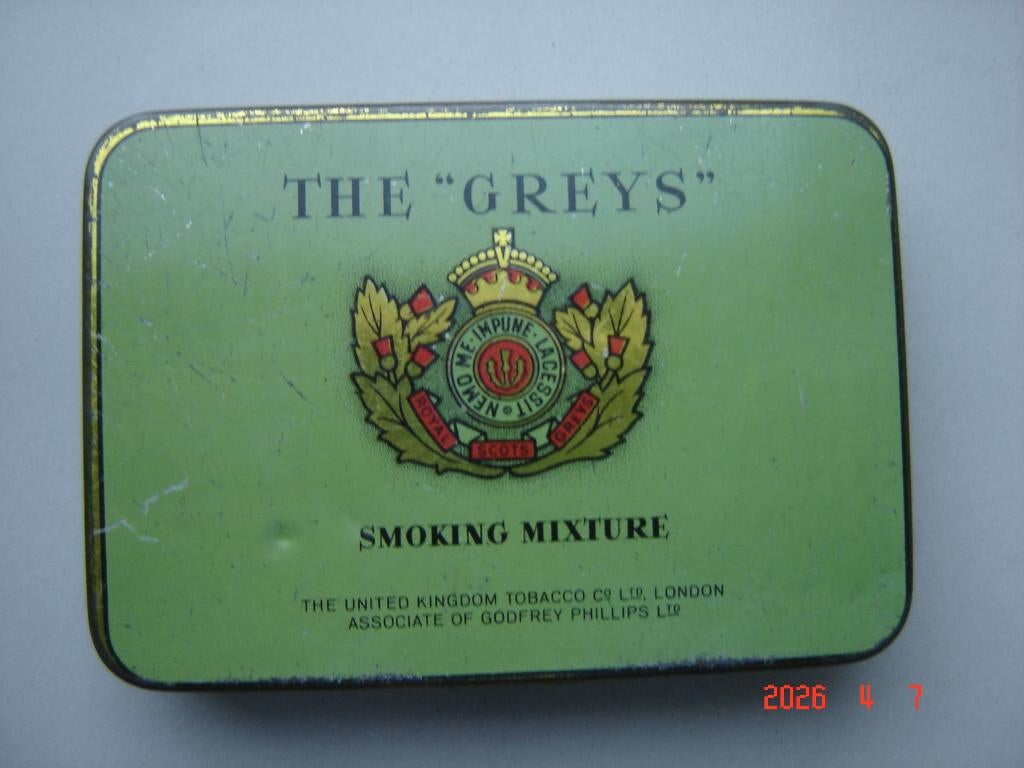 THE “GREYS”
NEMO ME·IMPUNE·LACESSIT
ROYAL
SCOTS
GREYS
SMOKING MIXTURE
THE UNITED KINGDOM TOBACCO Cº Lᵀᴰ, LONDON
ASSOCIATE OF GODFREY PHILLIPS Lᵀᴰ
2026 4 7